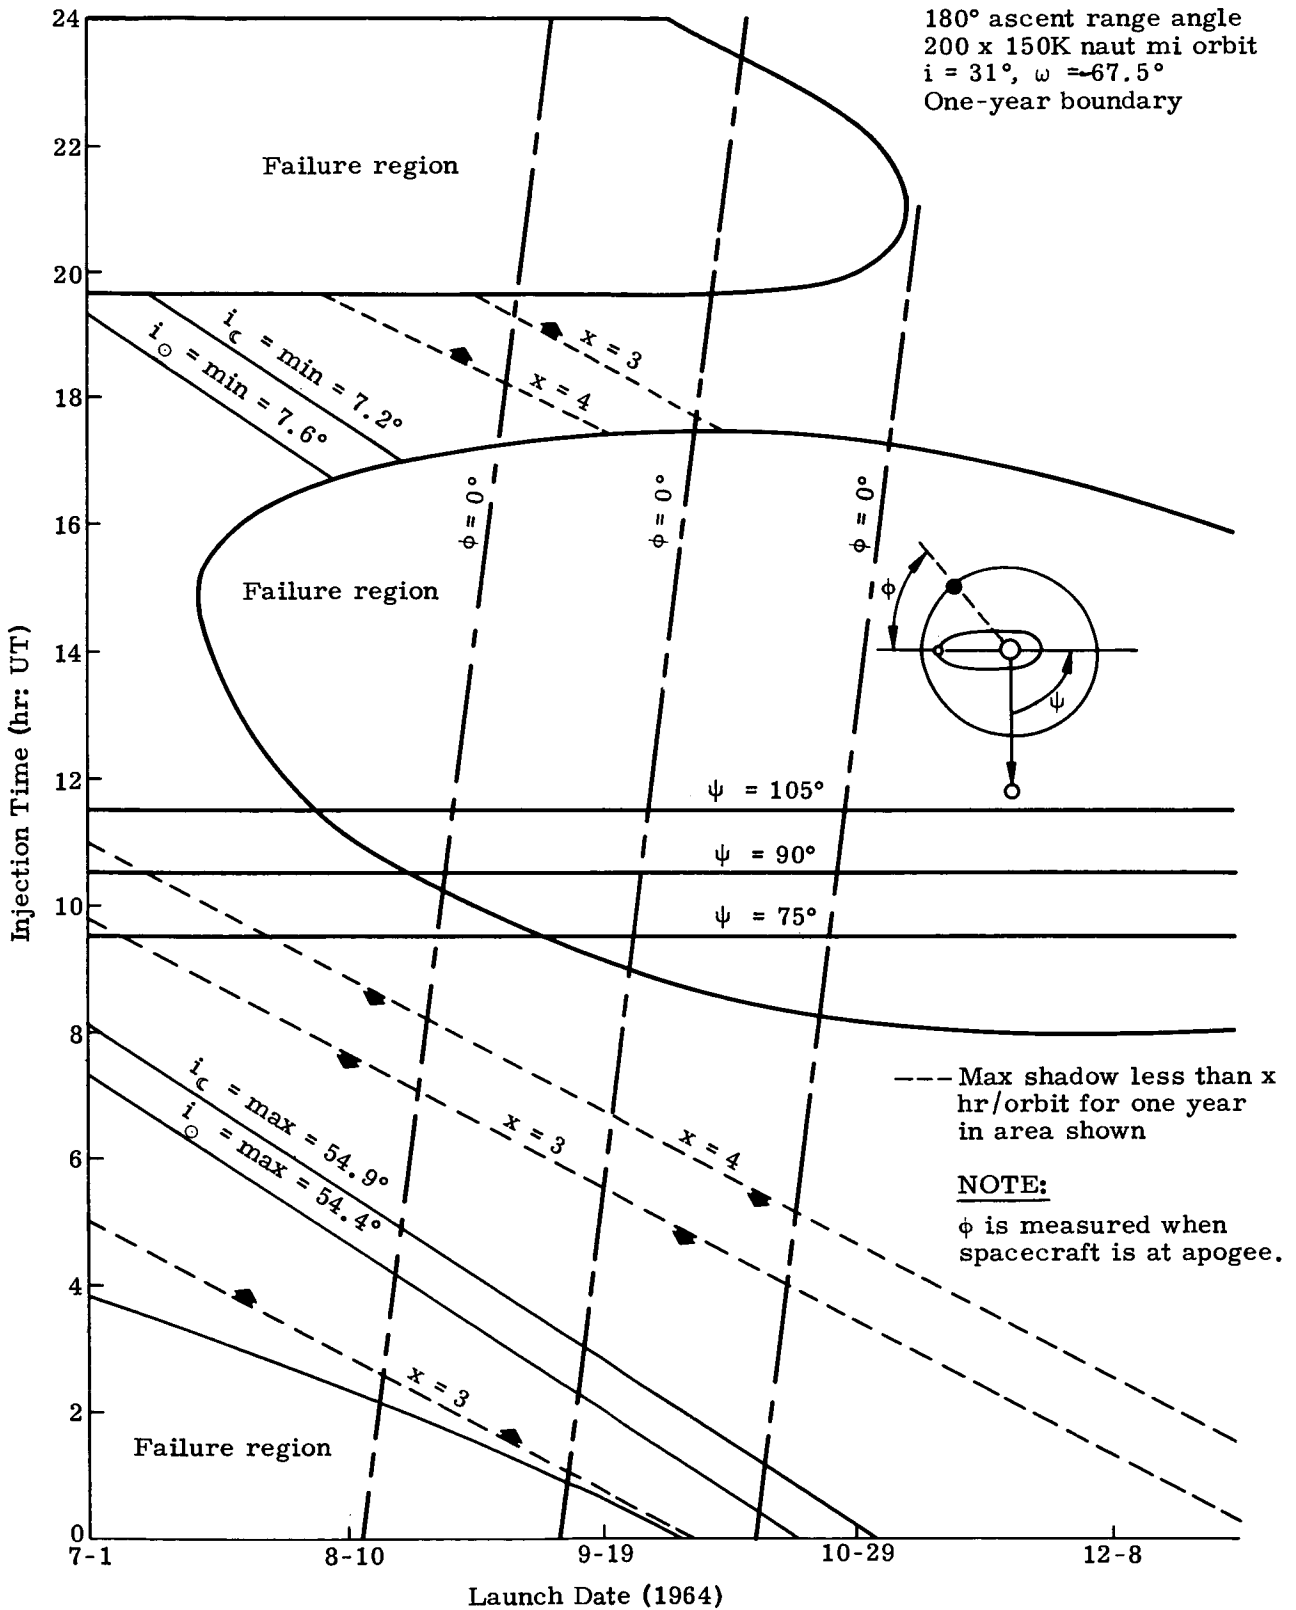 180° ascent range angle
200 x 150K naut mi orbit
i = 31°, ω = -67.5°
One-year boundary
24
22
20
18
16
14
12
10
8
6
4
2
0
Injection Time (hr: UT)
Failure region
i☾ = min = 7.2°
i☉ = min = 7.6°
x = 3
x = 4
ϕ = 0°
ϕ = 0°
ϕ = 0°
Failure region
ϕ
ψ
ψ = 105°
ψ = 90°
ψ = 75°
i☾ = max = 54.9°
i☉ = max = 54.4°
x = 3
x = 4
--- Max shadow less than x
hr/orbit for one year
in area shown
NOTE:
ϕ is measured when
spacecraft is at apogee.
x = 3
Failure region
7-1
8-10
9-19
10-29
12-8
Launch Date (1964)